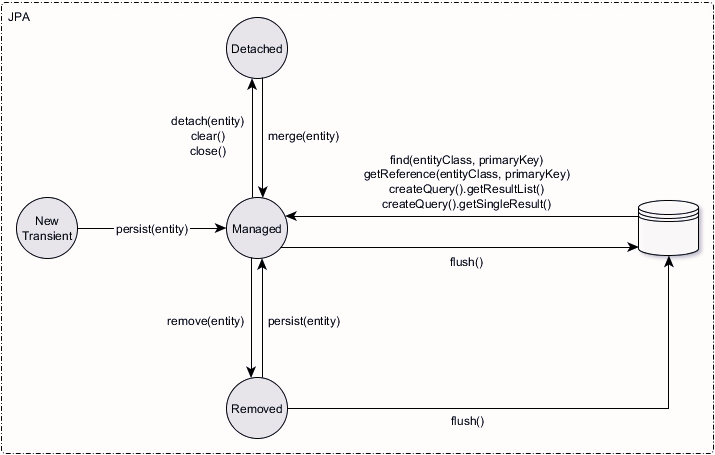 JPA
Detached
detach(entity)
clear()
close()
merge(entity)
find(entityClass, primaryKey)
getReference(entityClass, primaryKey)
createQuery().getResultList()
createQuery().getSingleResult()
New
Transient
persist(entity)
Managed
flush()
remove(entity)
persist(entity)
Removed
flush()